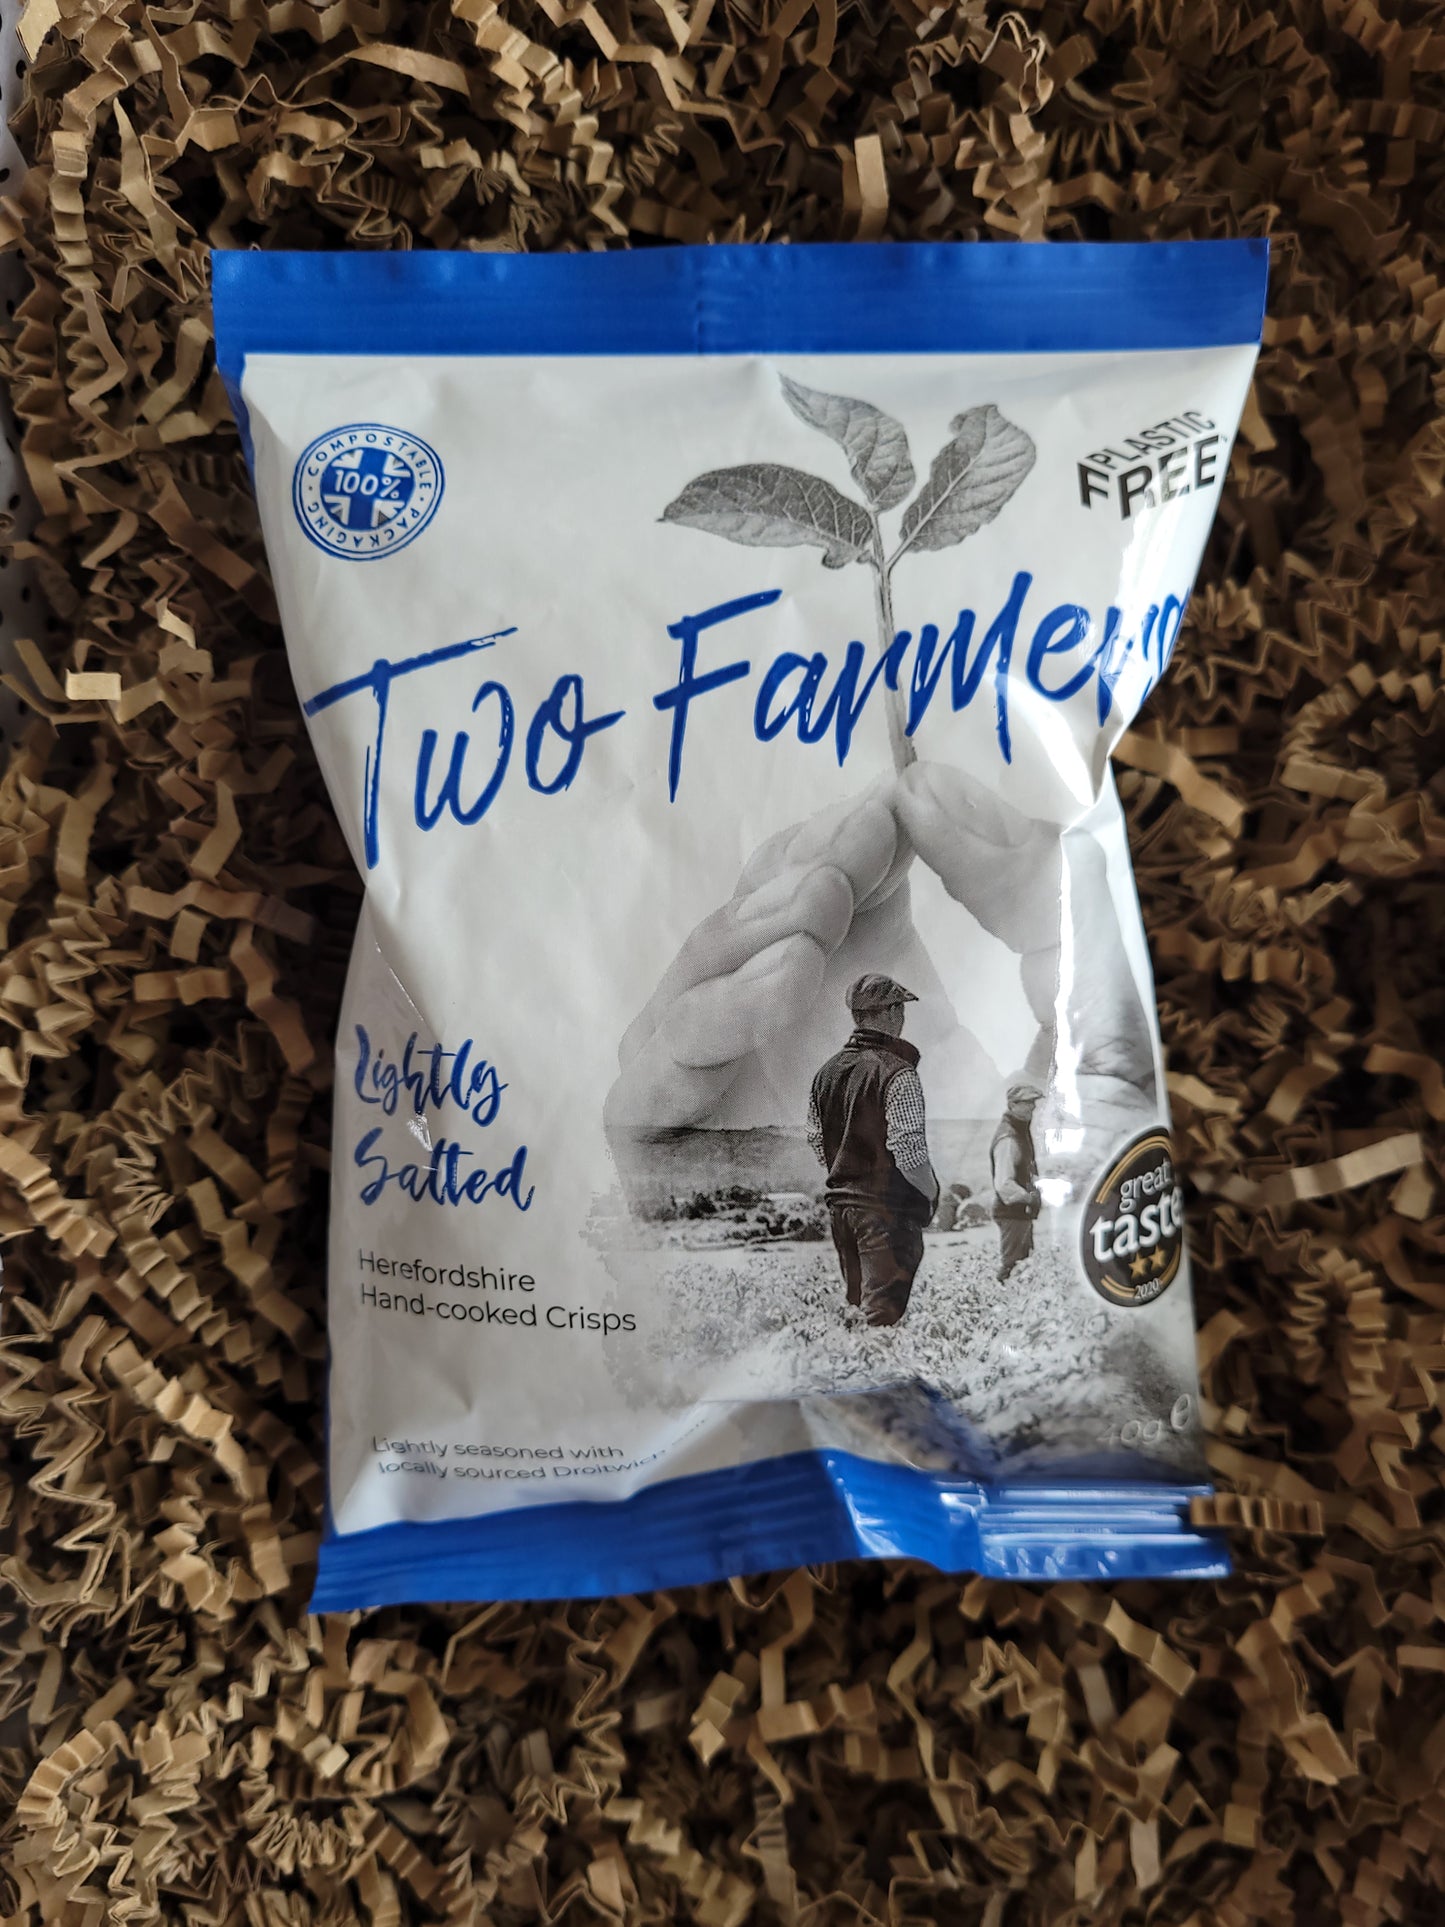 COMPOSTABLE PACKAGING
100%
PLASTIC
FREE
Two Farmers
Lightly
Salted
Herefordshire
Hand-cooked Crisps
great
taste
2020
Lightly seasoned with
locally sourced Droitwich
40g e